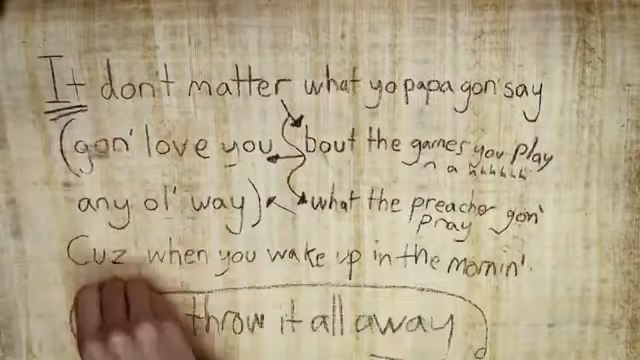 It don't matter what yo papa gon' say
(gon' love you bout the games you play
n a uhhhhh
any ol' way) what the preacher gon'
pray
Cuz when you wake up in the mornin'.
throw it all away